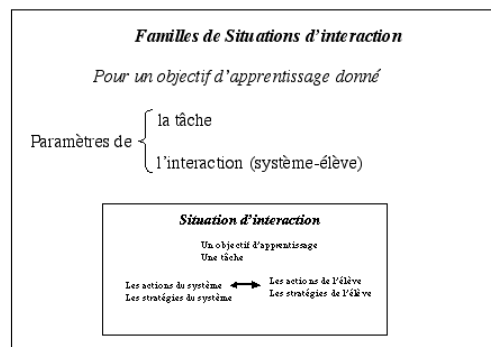 Familles de Situations d'interaction
Pour un objectif d'apprentissage donné
la tâche
Paramètres de
l'interaction (système-élève)
Situation d'interaction
Un objectif d'apprentissage
Une tâche
Les actions du système
Les stratégies du système
Les actions de l'élève
Les stratégies de l'élève